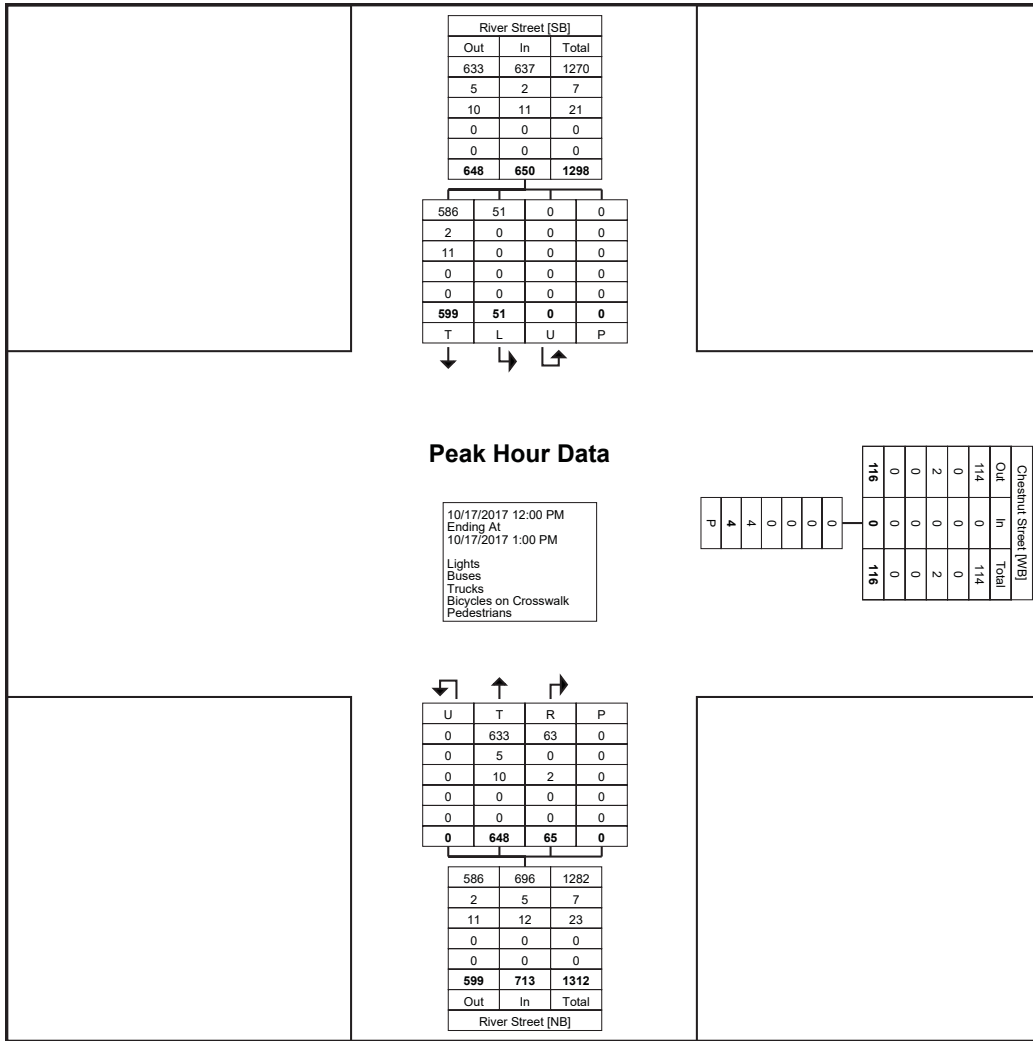 River Street [SB]
Out In Total
633 637 1270
5 2 7
10 11 21
0 0 0
0 0 0
648 650 1298
586 51 0 0
2 0 0 0
11 0 0 0
0 0 0 0
0 0 0 0
599 51 0 0
T L U P
Peak Hour Data
10/17/2017 12:00 PM
Ending At
10/17/2017 1:00 PM
Lights
Buses
Trucks
Bicycles on Crosswalk
Pedestrians
Chestnut Street [WB]
Out In Total
114 0 114
0 0 0
2 0 2
0 0 0
0 0 0
116 0 116
0
0
0
0
4
4
P
U T R P
0 633 63 0
0 5 0 0
0 10 2 0
0 0 0 0
0 0 0 0
0 648 65 0
586 696 1282
2 5 7
11 12 23
0 0 0
0 0 0
599 713 1312
Out In Total
River Street [NB]